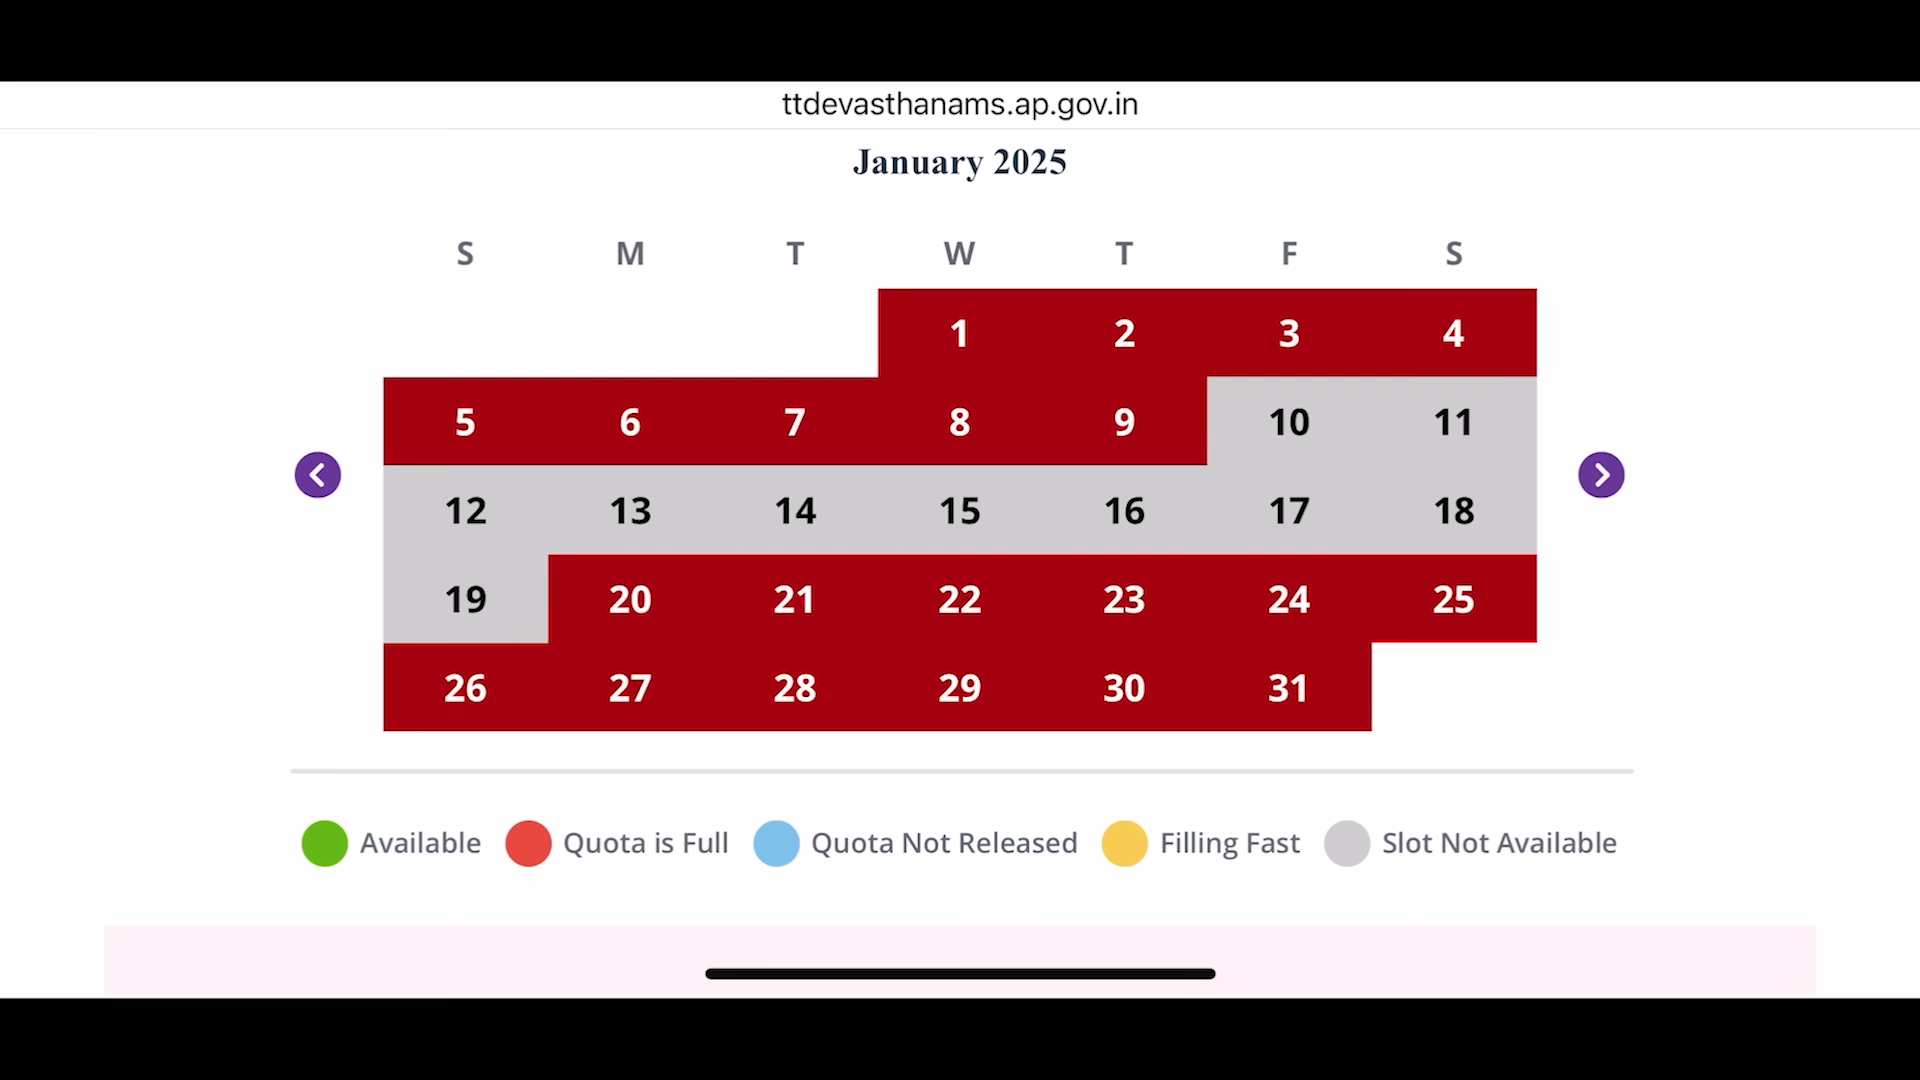 ttdevasthanams.ap.gov.in
January 2025
S M T W T F S
1 2 3 4
5 6 7 8 9 10 11
12 13 14 15 16 17 18
19 20 21 22 23 24 25
26 27 28 29 30 31
Available Quota is Full Quota Not Released Filling Fast Slot Not Available